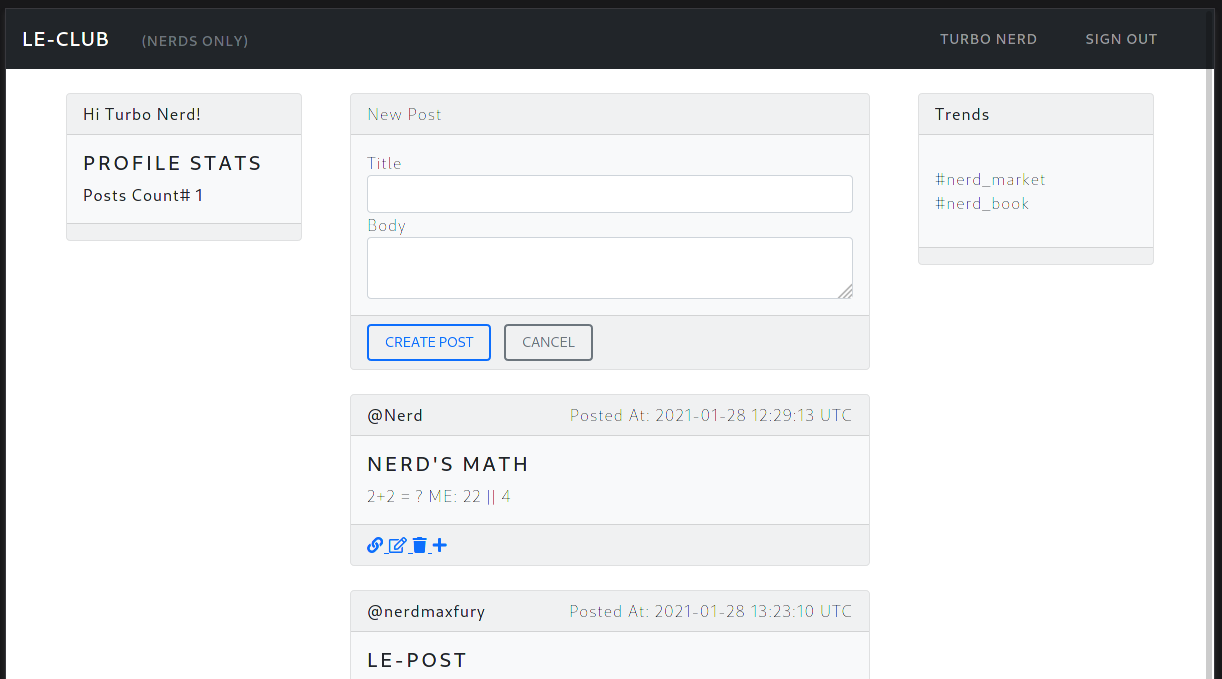 LE-CLUB (NERDS ONLY) TURBO NERD SIGN OUT
Hi Turbo Nerd!
PROFILE STATS
Posts Count# 1
New Post
Title
Body
CREATE POST CANCEL
@Nerd Posted At: 2021-01-28 12:29:13 UTC
NERD'S MATH
2+2 = ? ME: 22 || 4
@nerdmaxfury Posted At: 2021-01-28 13:23:10 UTC
LE-POST
Trends
#nerd_market
#nerd_book